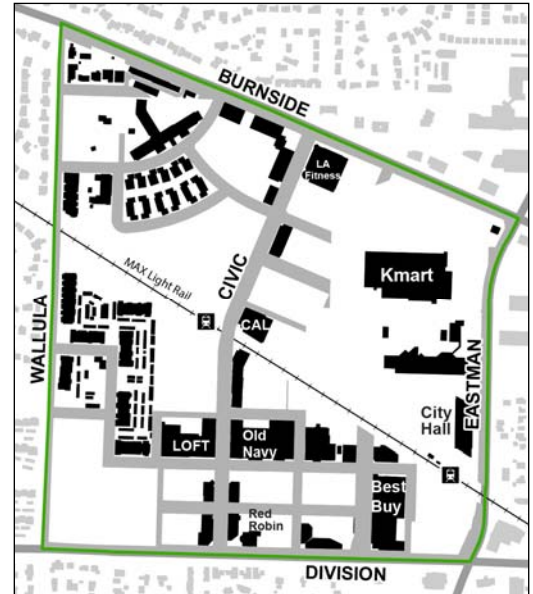 BURNSIDE
LA
Fitness
Kmart
CIVIC
MAX Light Rail
WALLULA
CAL
EASTMAN
City
Hall
LOFT
Old
Navy
Best
Buy
Red
Robin
DIVISION